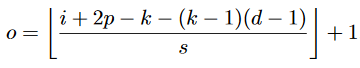 o = ⌊(i + 2p − k − (k − 1)(d − 1)) / s⌋ + 1